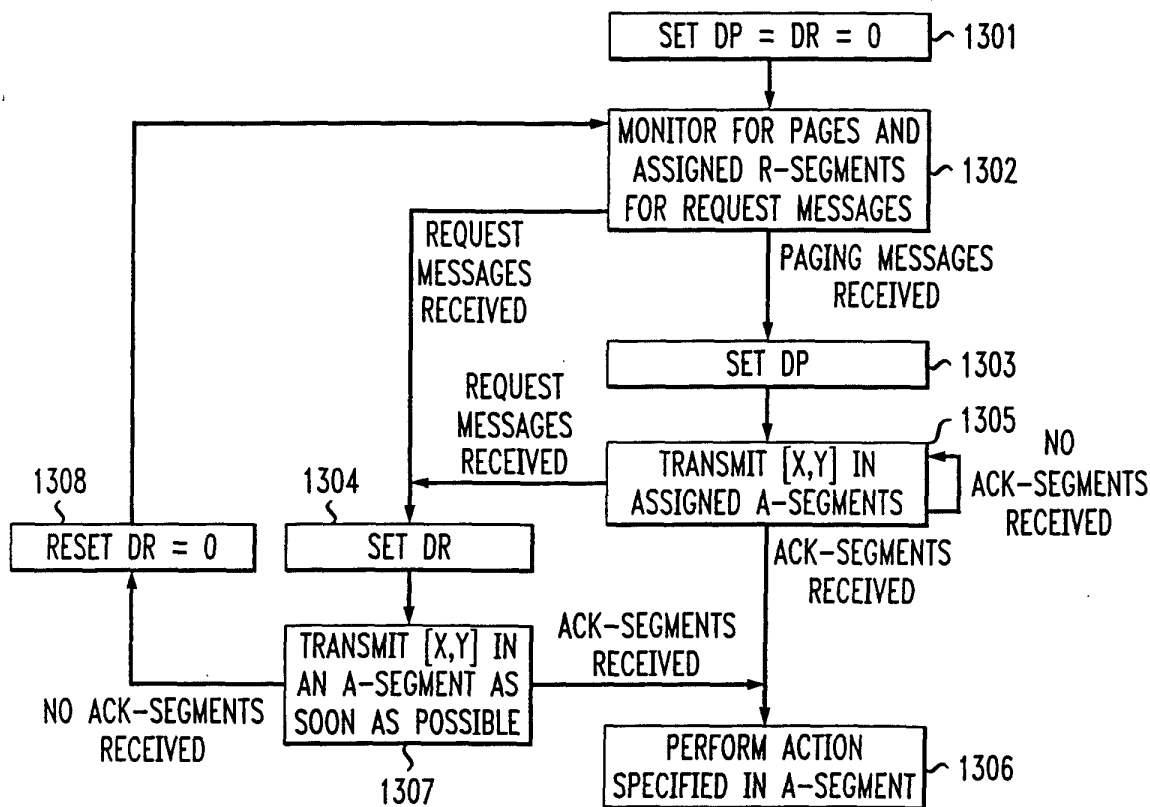 SET DP = DR = 0
1301
MONITOR FOR PAGES AND
ASSIGNED R-SEGMENTS
FOR REQUEST MESSAGES
1302
REQUEST
MESSAGES
RECEIVED
PAGING MESSAGES
RECEIVED
SET DP
1303
REQUEST
MESSAGES
RECEIVED
1305
TRANSMIT [X,Y] IN
ASSIGNED A-SEGMENTS
NO
ACK-SEGMENTS
RECEIVED
1308
RESET DR = 0
1304
SET DR
ACK-SEGMENTS
RECEIVED
TRANSMIT [X,Y] IN
AN A-SEGMENT AS
SOON AS POSSIBLE
1307
ACK-SEGMENTS
RECEIVED
NO ACK-SEGMENTS
RECEIVED
PERFORM ACTION
SPECIFIED IN A-SEGMENT
1306